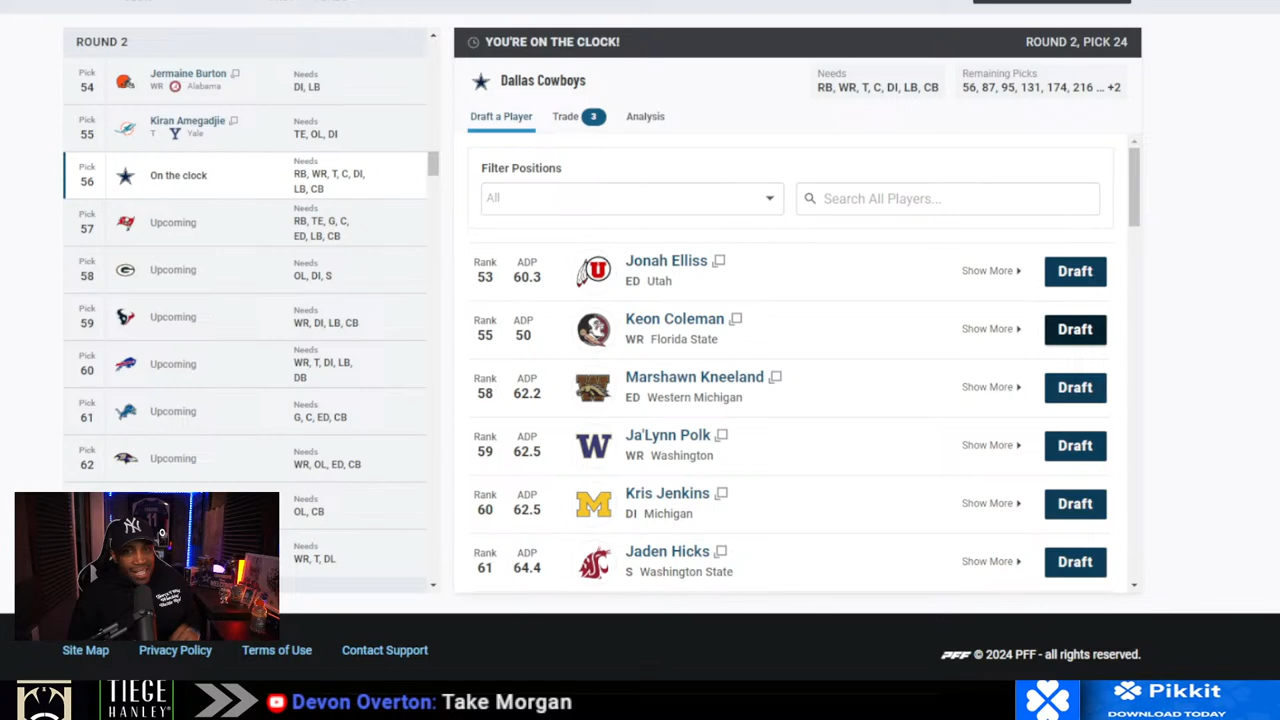 ROUND 2
Pick 54
Jermaine Burton
WR Alabama
Needs
DI, LB
Pick 55
Kiran Amegadjie
T Yale
Needs
TE, OL, DI
Pick 56
On the clock
Needs
RB, WR, T, C, DI,
LB, CB
Pick 57
Upcoming
Needs
RB, TE, G, C,
ED, LB, CB
Pick 58
Upcoming
Needs
OL, DI, S
Pick 59
Upcoming
Needs
WR, DI, LB, CB
Pick 60
Upcoming
Needs
WR, T, DI, LB,
DB
Pick 61
Upcoming
Needs
G, C, ED, CB
Pick 62
Upcoming
Needs
WR, OL, ED, CB
Needs
OL, CB
Needs
WR, T, DL
YOU'RE ON THE CLOCK!
ROUND 2, PICK 24
Dallas Cowboys
Needs
RB, WR, T, C, DI, LB, CB
Remaining Picks
56, 87, 95, 131, 174, 216 ... +2
Draft a Player
Trade 3
Analysis
Filter Positions
All
Search All Players...
Rank 53
ADP 60.3
Jonah Elliss
ED Utah
Show More
Draft
Rank 55
ADP 50
Keon Coleman
WR Florida State
Show More
Draft
Rank 58
ADP 62.2
Marshawn Kneeland
ED Western Michigan
Show More
Draft
Rank 59
ADP 62.5
Ja'Lynn Polk
WR Washington
Show More
Draft
Rank 60
ADP 62.5
Kris Jenkins
DI Michigan
Show More
Draft
Rank 61
ADP 64.4
Jaden Hicks
S Washington State
Show More
Draft
Site Map
Privacy Policy
Terms of Use
Contact Support
PFF © 2024 PFF - all rights reserved.
TIEGE
HANLEY
Devon Overton: Take Morgan
Pikkit
DOWNLOAD TODAY